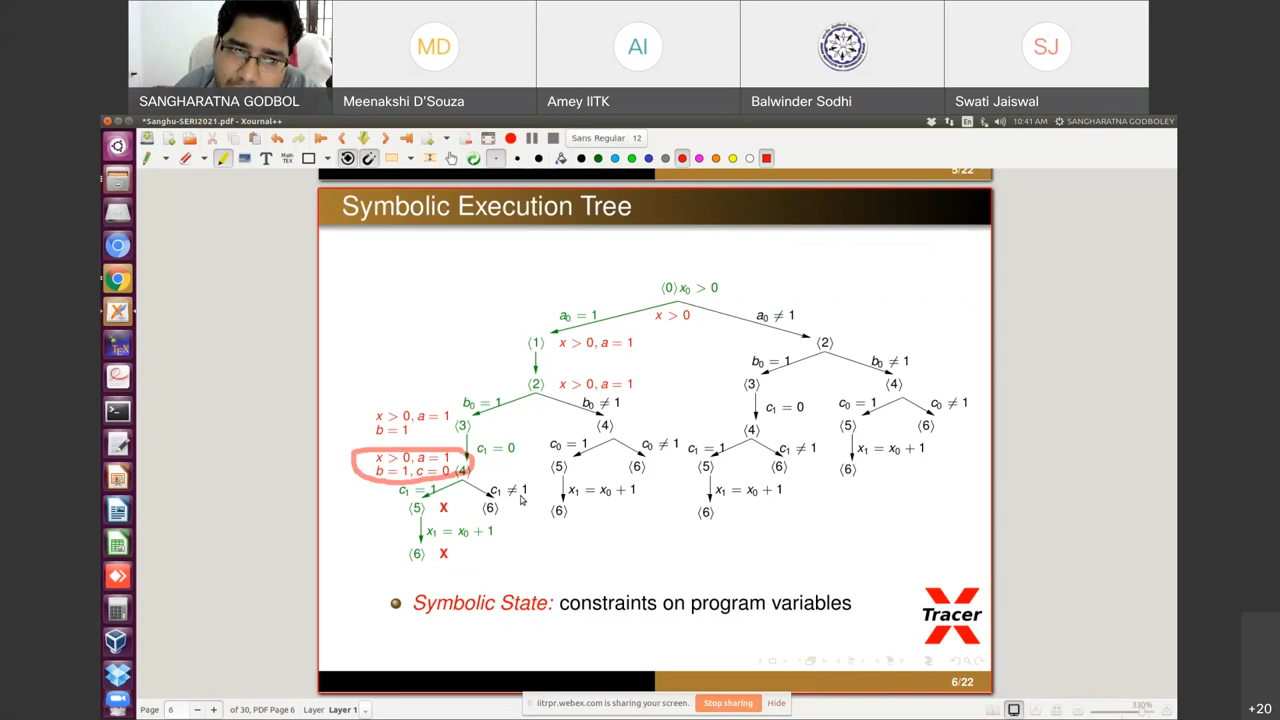 MD
AI
SJ
SANGHARATNA GODBOL
Meenakshi D'Souza
Amey IITK
Balwinder Sodhi
Swati Jaiswal
*Sanghu-SERI2021.pdf - Xournal++
En
10:41 AM
SANGHARATNA GODBOLEY
Sans Regular
12
5/22
Symbolic Execution Tree
⟨0⟩ x₀ > 0
a₀ = 1
x > 0
a₀ ≠ 1
⟨1⟩
x > 0, a = 1
⟨2⟩
b₀ = 1
b₀ ≠ 1
⟨2⟩
x > 0, a = 1
⟨3⟩
⟨4⟩
b₀ = 1
b₀ ≠ 1
c₁ = 0
c₀ = 1
c₀ ≠ 1
x > 0, a = 1
b = 1
⟨3⟩
⟨4⟩
⟨4⟩
⟨5⟩
⟨6⟩
c₁ = 0
c₀ = 1
c₀ ≠ 1
c₁ = 1
c₁ ≠ 1
x₁ = x₀ + 1
x > 0, a = 1
b = 1, c = 0
⟨4⟩
⟨5⟩
⟨6⟩
⟨5⟩
⟨6⟩
⟨6⟩
c₁ = 1
c₁ ≠ 1
x₁ = x₀ + 1
x₁ = x₀ + 1
⟨5⟩
X
⟨6⟩
⟨6⟩
⟨6⟩
x₁ = x₀ + 1
⟨6⟩
X
Symbolic State: constraints on program variables
Tracer
X
6/22
iitrpr.webex.com is sharing your screen.
Stop sharing
Hide
Page
6
of 30, PDF Page 6
Layer
Layer 1
330%
+20